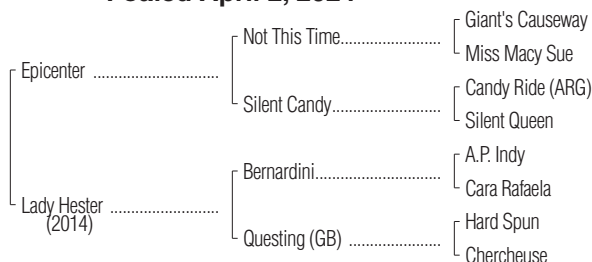 Foaled April 2, 2024
Giant's Causeway
Not This Time
Miss Macy Sue
Epicenter
Candy Ride (ARG)
Silent Candy
Silent Queen
A.P. Indy
Bernardini
Cara Rafaela
Lady Hester
(2014)
Hard Spun
Questing (GB)
Chercheuse